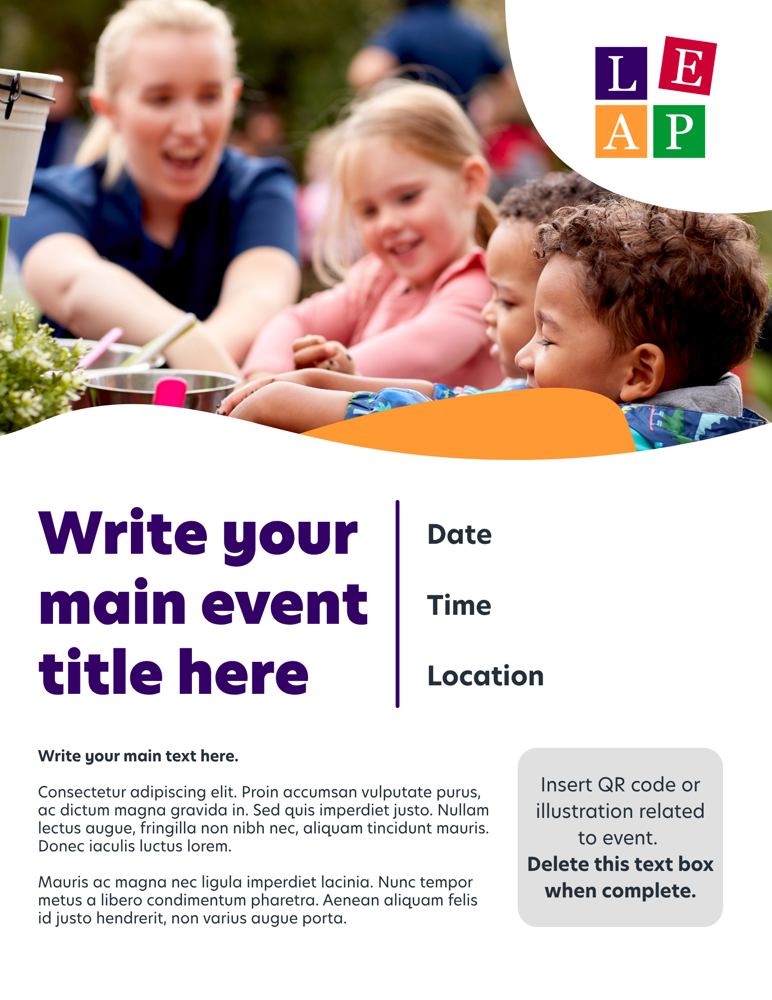 L E
A P
Write your
main event
title here
Date
Time
Location
Write your main text here.
Consectetur adipiscing elit. Proin accumsan vulputate purus,
ac dictum magna gravida in. Sed quis imperdiet justo. Nullam
lectus augue, fringilla non nibh nec, aliquam tincidunt mauris.
Donec iaculis luctus lorem.
Mauris ac magna nec ligula imperdiet lacinia. Nunc tempor
metus a libero condimentum pharetra. Aenean aliquam felis
id justo hendrerit, non varius augue porta.
Insert QR code or
illustration related
to event.
Delete this text box
when complete.